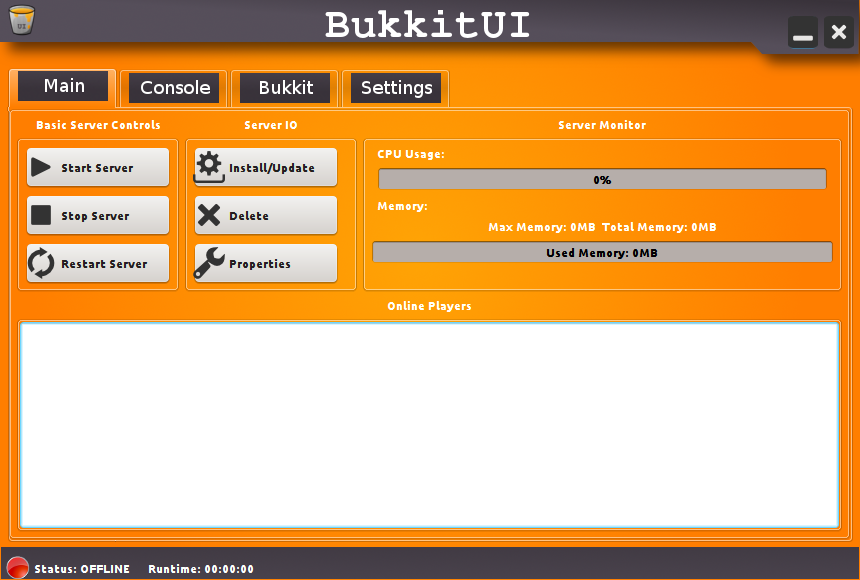 UI
BukkitUI
Main Console Bukkit Settings
Basic Server Controls Server IO Server Monitor
Start Server
Stop Server
Restart Server
Install/Update
Delete
Properties
CPU Usage:
0%
Memory:
Max Memory: 0MB Total Memory: 0MB
Used Memory: 0MB
Online Players
Status: OFFLINE Runtime: 00:00:00